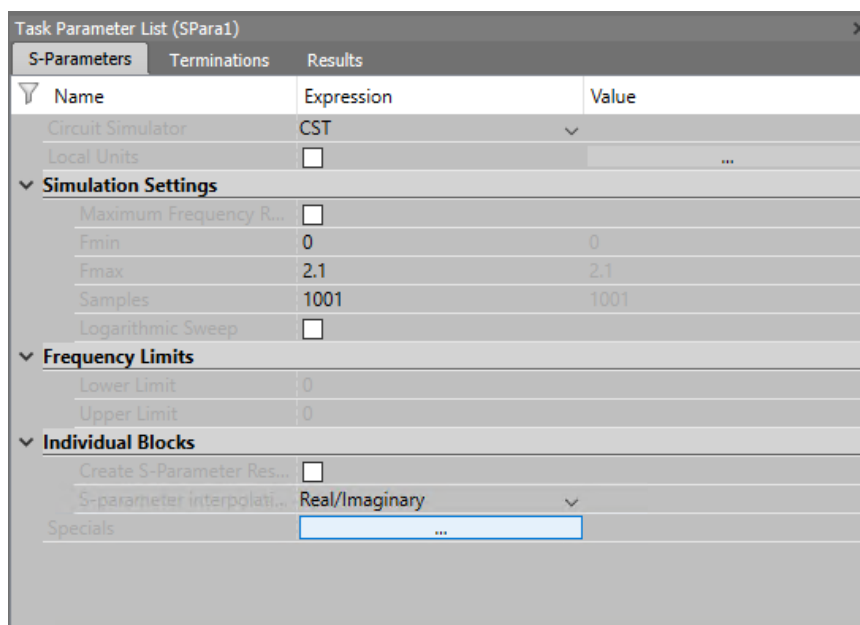 Task Parameter List (SPara1)
S-Parameters Terminations Results
Name Expression Value
Circuit Simulator CST
Local Units ...
Simulation Settings
Maximum Frequency R...
Fmin 0 0
Fmax 2.1 2.1
Samples 1001 1001
Logarithmic Sweep
Frequency Limits
Lower Limit 0
Upper Limit 0
Individual Blocks
Create S-Parameter Res...
S-parameter interpolati... Real/Imaginary
Specials ...